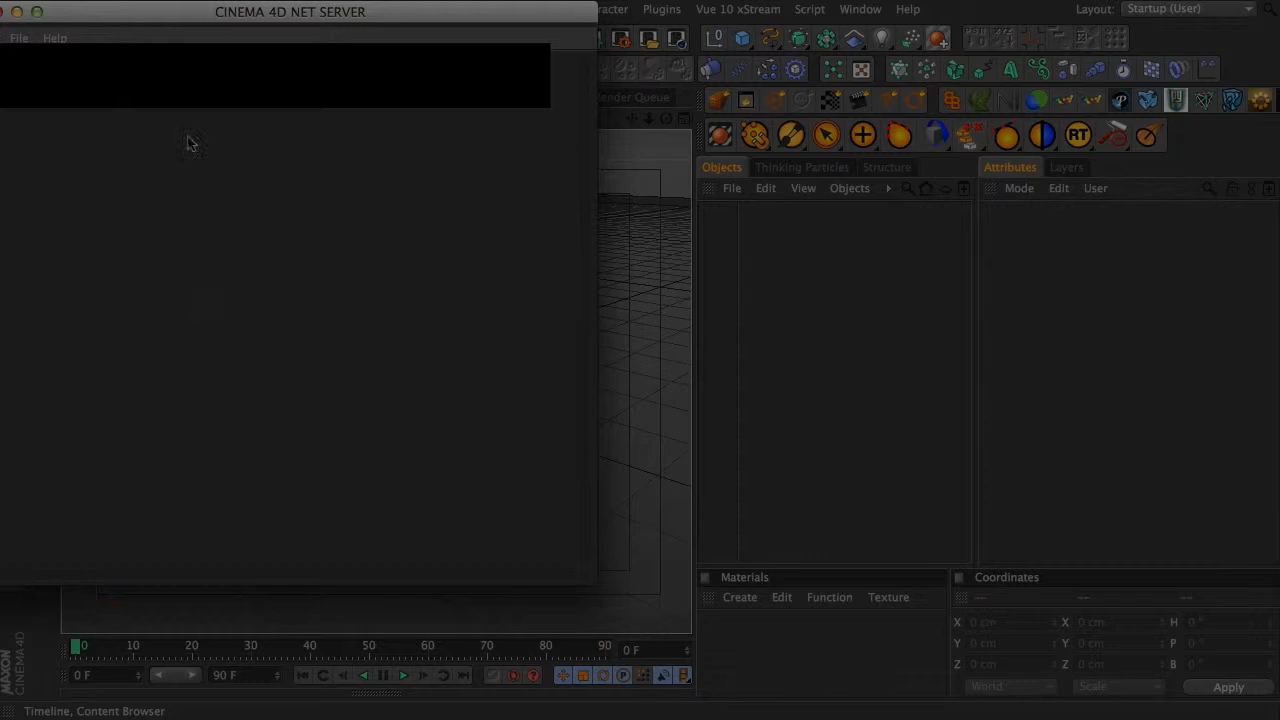 CINEMA 4D NET SERVER
File Help
racter Plugins Vue 10 xStream Script Window Help
Layout: Startup (User)
PSR XYZ
RT
ender Queue
Objects Thinking Particles Structure
Attributes Layers
File Edit View Objects
Mode Edit User
Materials
Create Edit Function Texture
Coordinates
-- -- --
X 0 cm X 0 cm H 0 °
Y 0 cm Y 0 cm P 0 °
Z 0 cm Z 0 cm B 0 °
World Scale Apply
0 10 20 30 40 50 60 70 80 90 0 F
0 F 90 F
MAXON
CINEMA 4D
Timeline, Content Browser